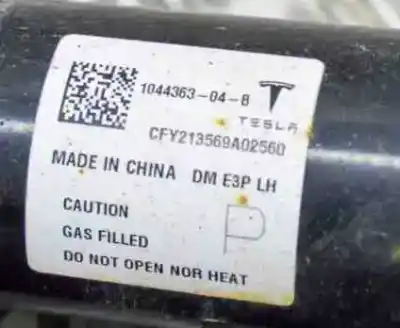 1044363-04-B
TESLA
CFY213569A02560
MADE IN CHINA DM E3P LH
CAUTION
P
GAS FILLED
DO NOT OPEN NOR HEAT